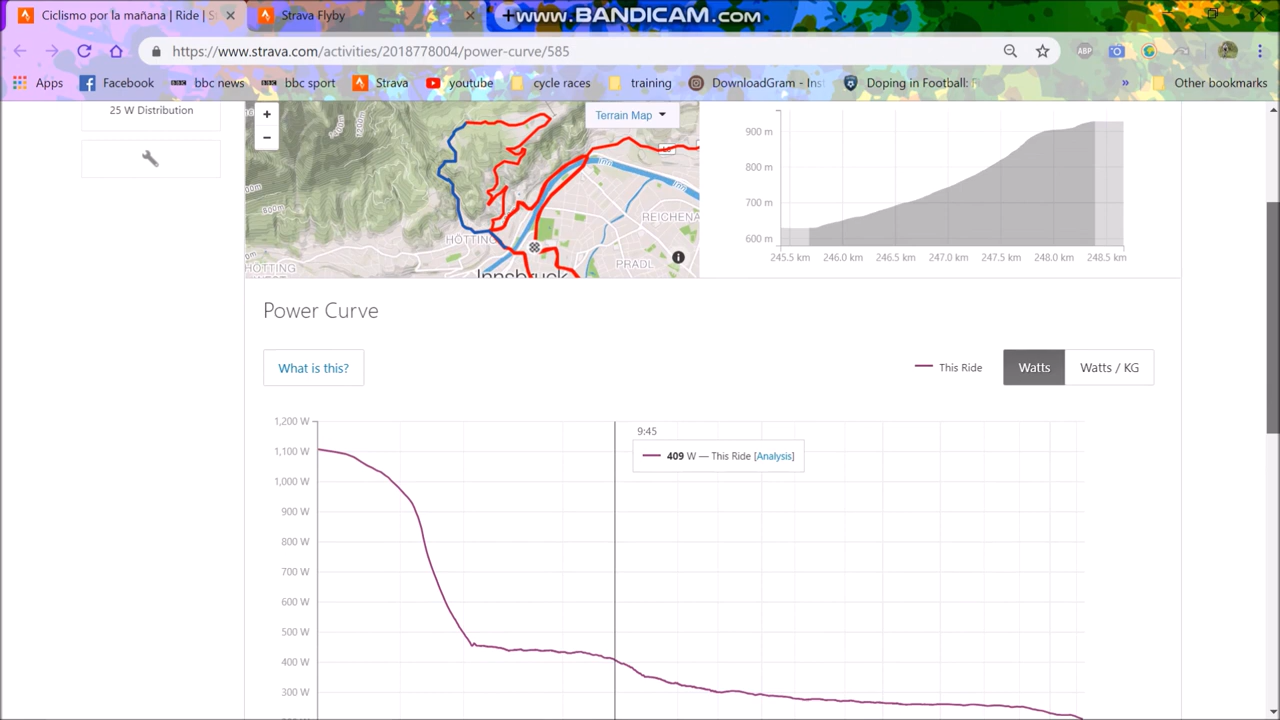 Ciclismo por la mañana | Ride | S
Strava Flyby
www.BANDICAM.com
https://www.strava.com/activities/2018778004/power-curve/585
ABP
Apps
Facebook
bbc news
bbc sport
Strava
youtube
cycle races
training
DownloadGram - Inst
Doping in Football:
»
Other bookmarks
25 W Distribution
+
-
Terrain Map
REICHENA
HÖTTING
HÖTTING
PRADL
Innsbruck
900 m
800 m
700 m
600 m
245.5 km 246.0 km 246.5 km 247.0 km 247.5 km 248.0 km 248.5 km
Power Curve
What is this?
This Ride
Watts
Watts / KG
9:45
409 W — This Ride [Analysis]
1,200 W
1,100 W
1,000 W
900 W
800 W
700 W
600 W
500 W
400 W
300 W